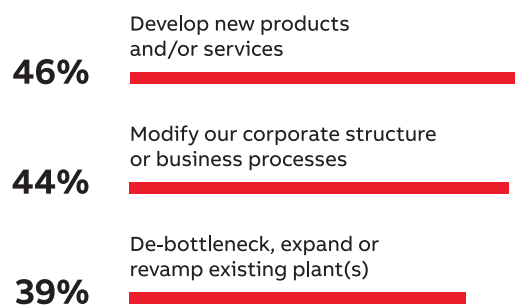 Develop new products
and/or services
46%
Modify our corporate structure
or business processes
44%
De-bottleneck, expand or
revamp existing plant(s)
39%